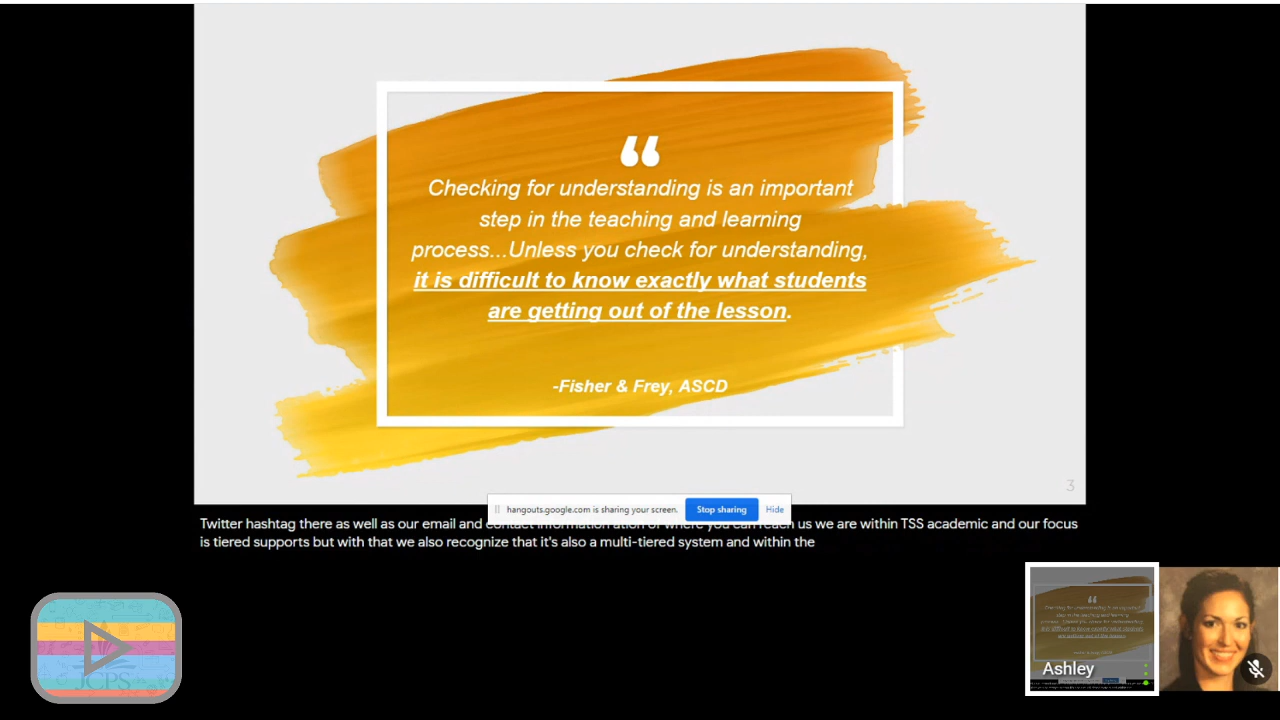 “
Checking for understanding is an important
step in the teaching and learning
process...Unless you check for understanding,
it is difficult to know exactly what students
are getting out of the lesson.
-Fisher & Frey, ASCD
3
hangouts.google.com is sharing your screen. Stop sharing Hide
Twitter hashtag there as well as our email and contact information ation of where you can reach us we are within TSS academic and our focus
is tiered supports but with that we also recognize that it's also a multi-tiered system and within the
JCPS
Ashley